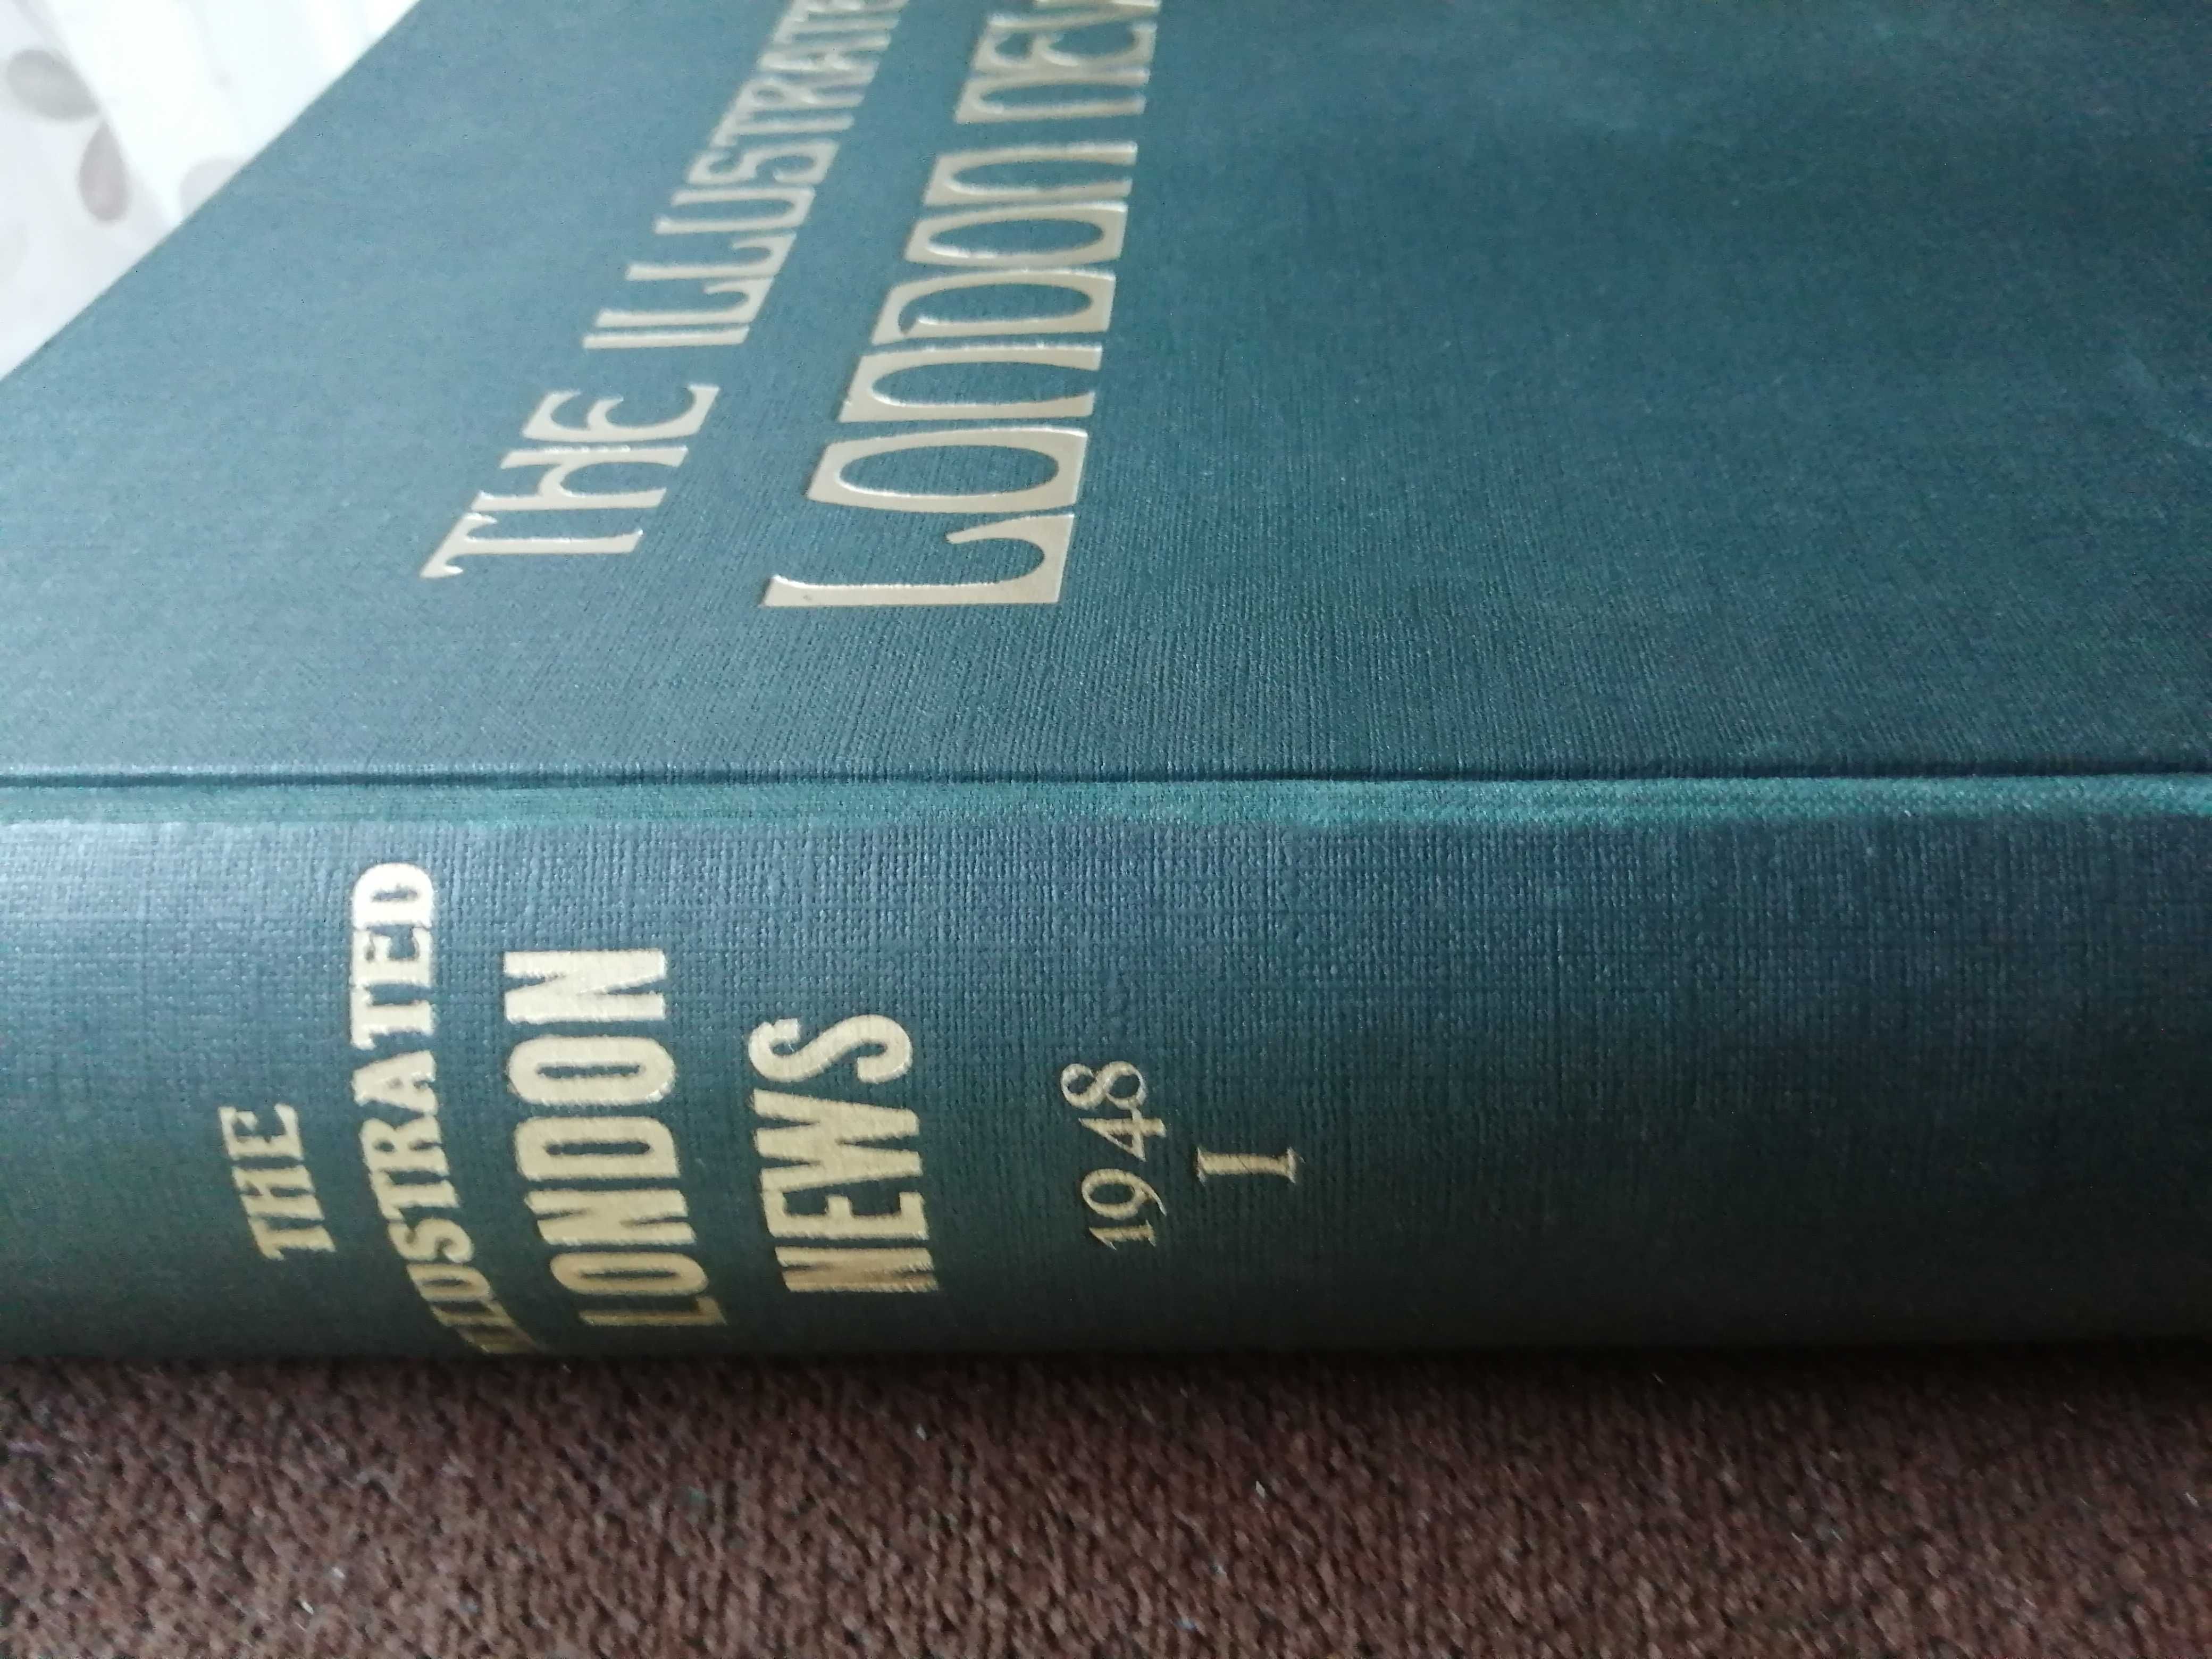 THE ILLUSTRATE
LONDON NEW
THE
ILLUSTRATED
LONDON
NEWS
1948
I